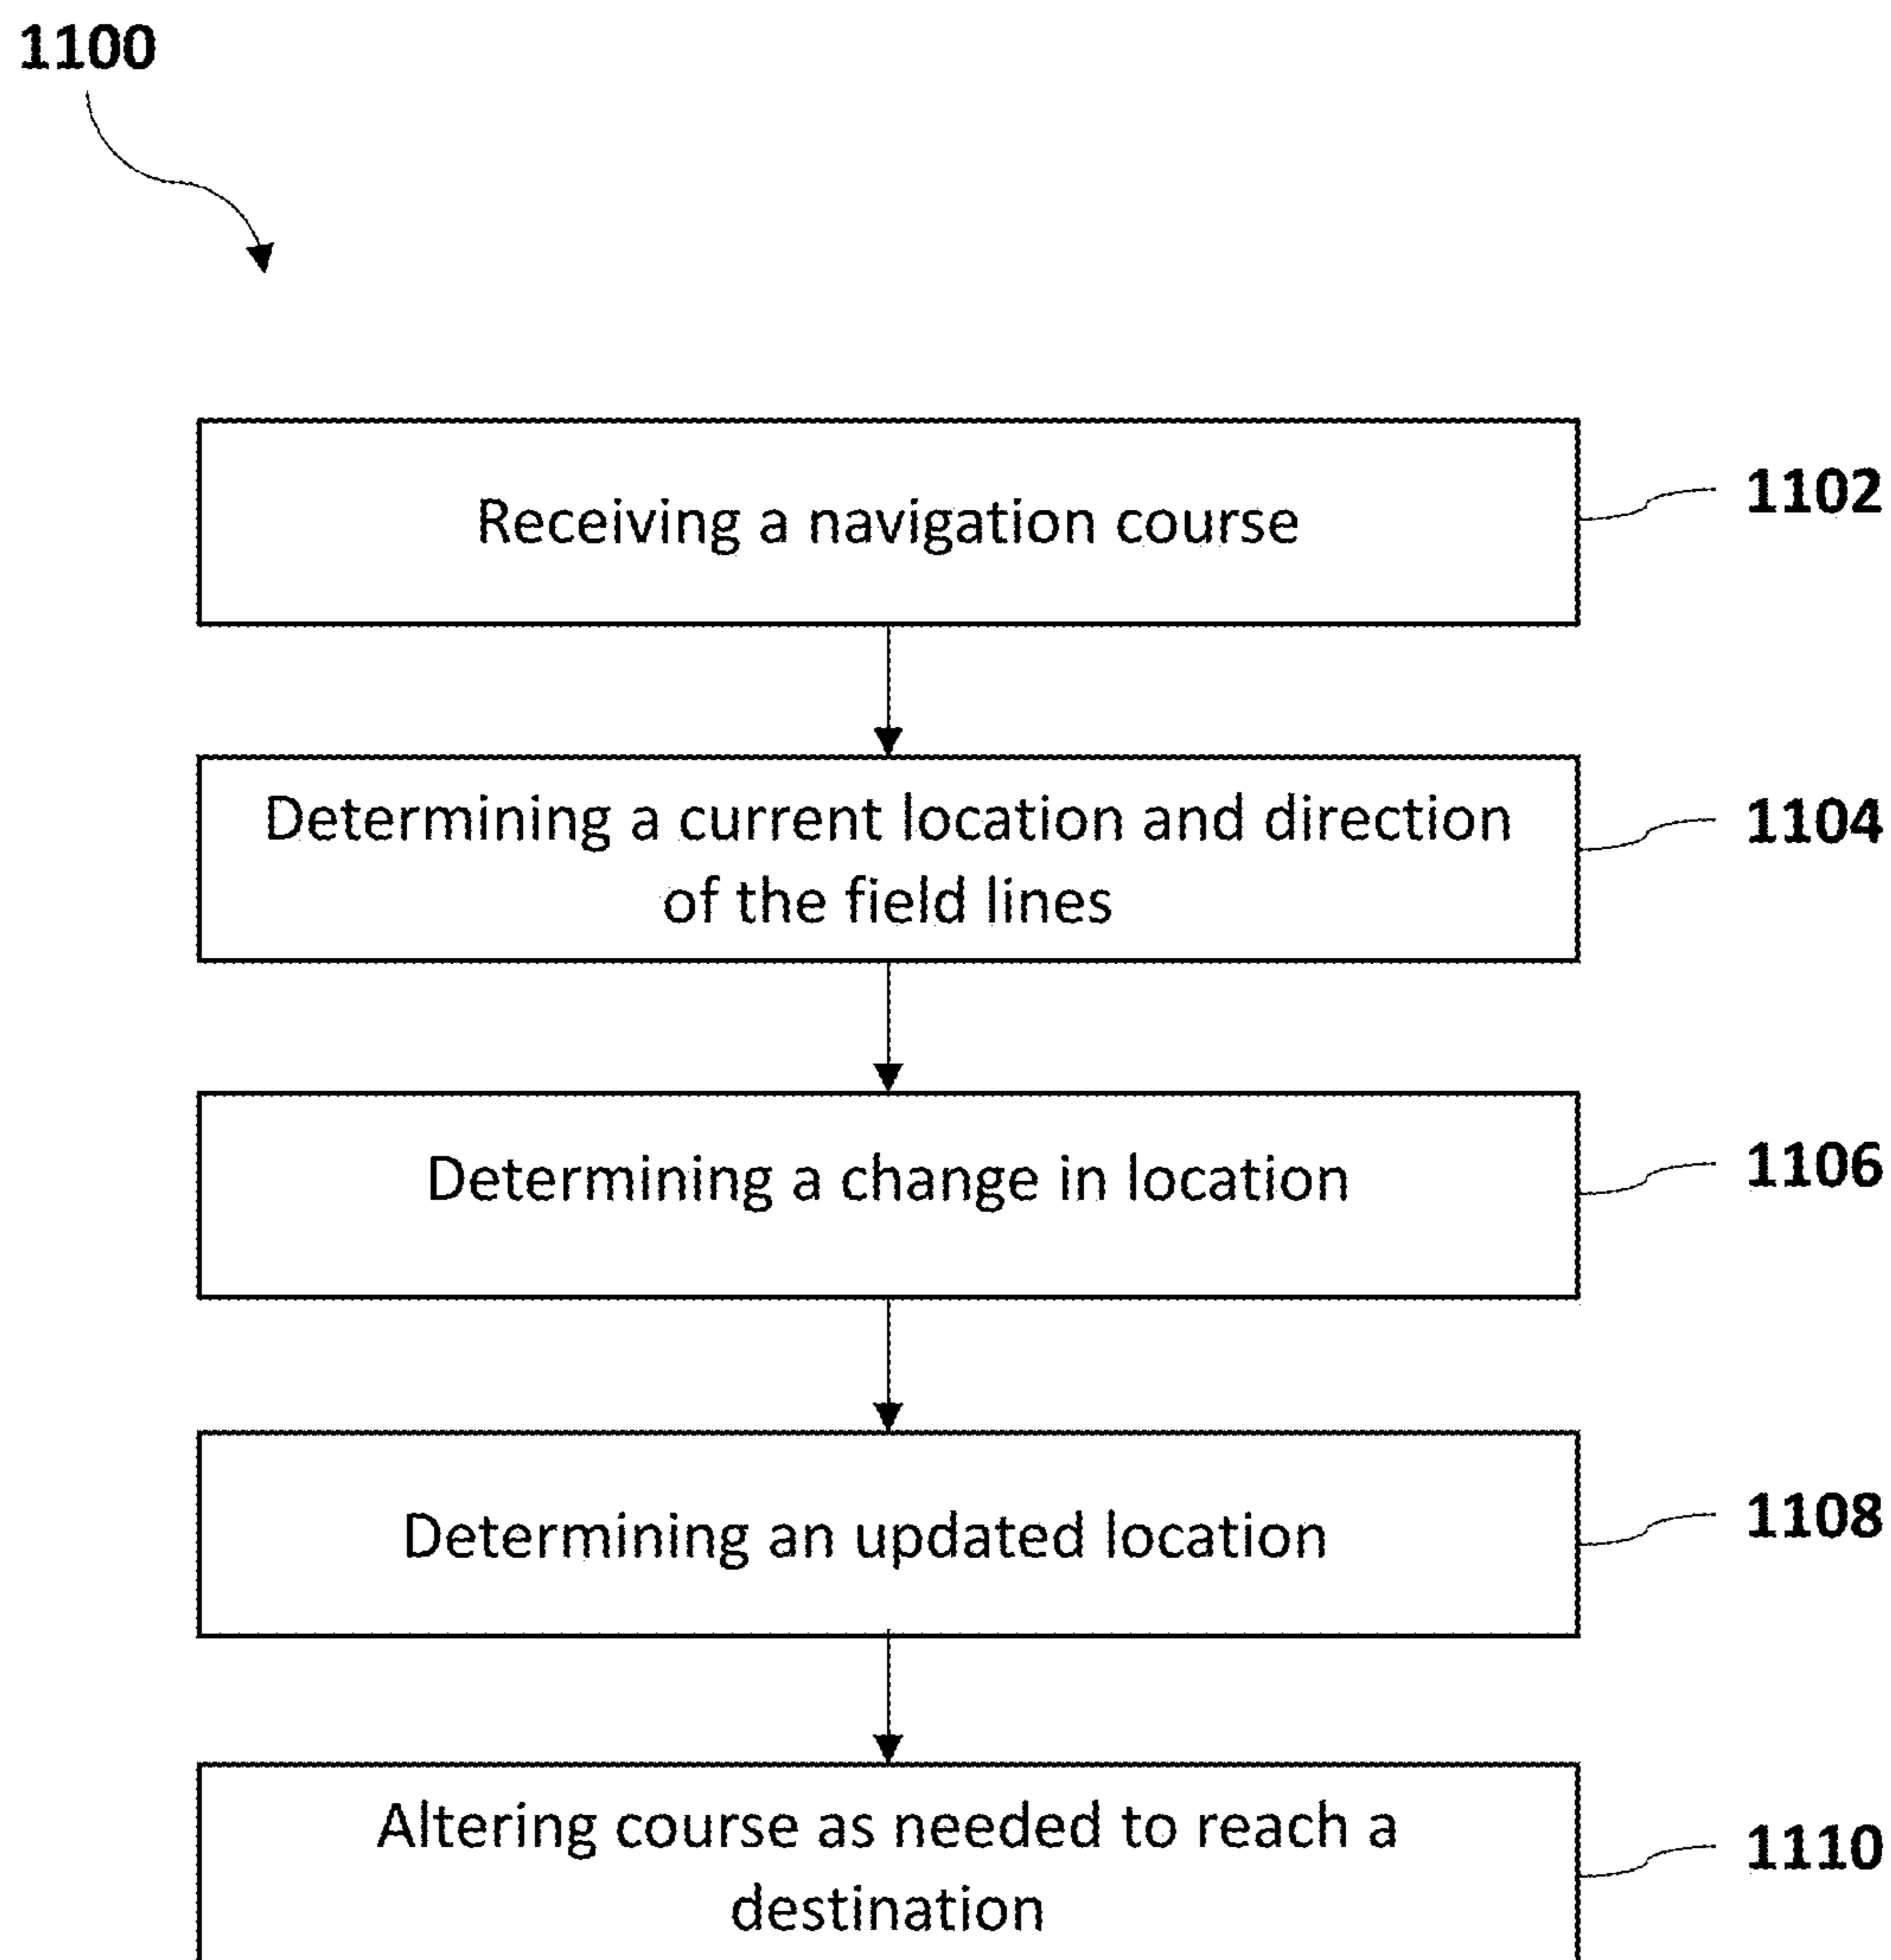 1100
Receiving a navigation course
1102
Determining a current location and direction
of the field lines
1104
Determining a change in location
1106
Determining an updated location
1108
Altering course as needed to reach a
destination
1110